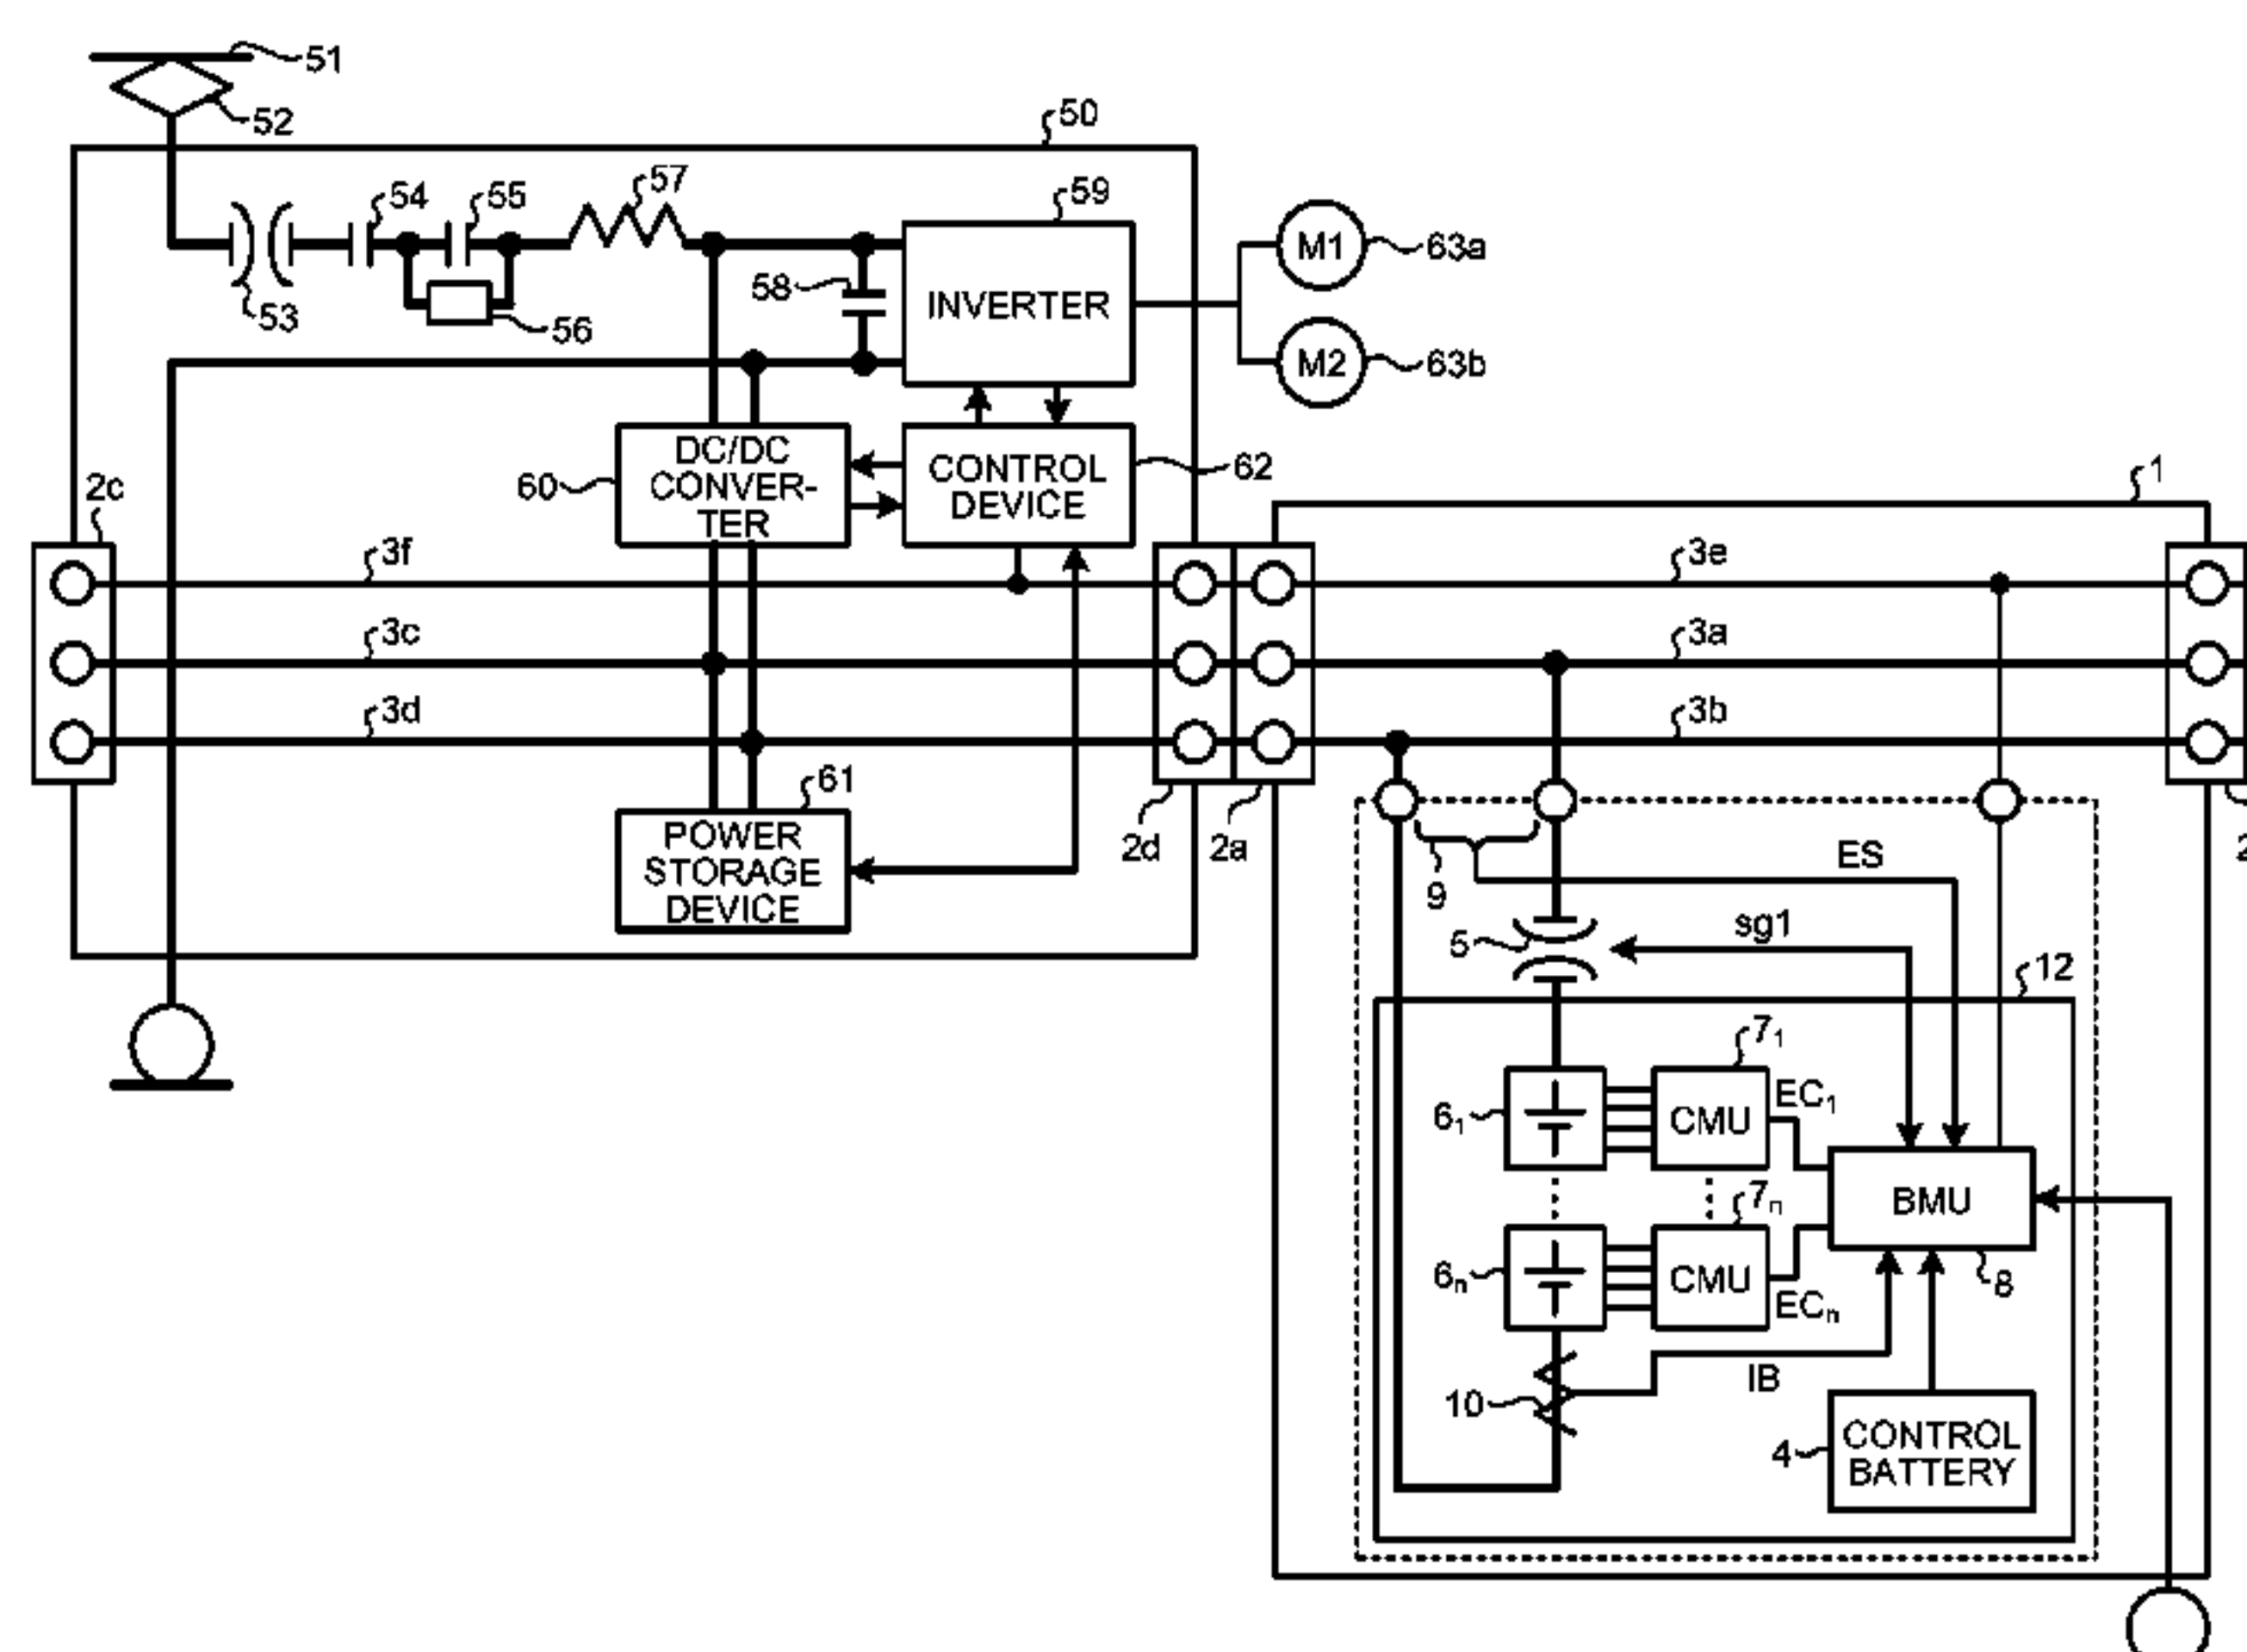 51
52
50
54
55
57
59
M1
63a
58
INVERTER
53
56
M2
63b
DC/DC
CONVER-
TER
60
CONTROL
DEVICE
62
1
2c
3f
3e
3c
3a
3d
3b
61
POWER
STORAGE
DEVICE
2d
2a
2
9
ES
5
sg1
12
7₁
6₁
CMU
EC₁
BMU
7ₙ
6ₙ
CMU
8
ECₙ
IB
10
4
CONTROL
BATTERY